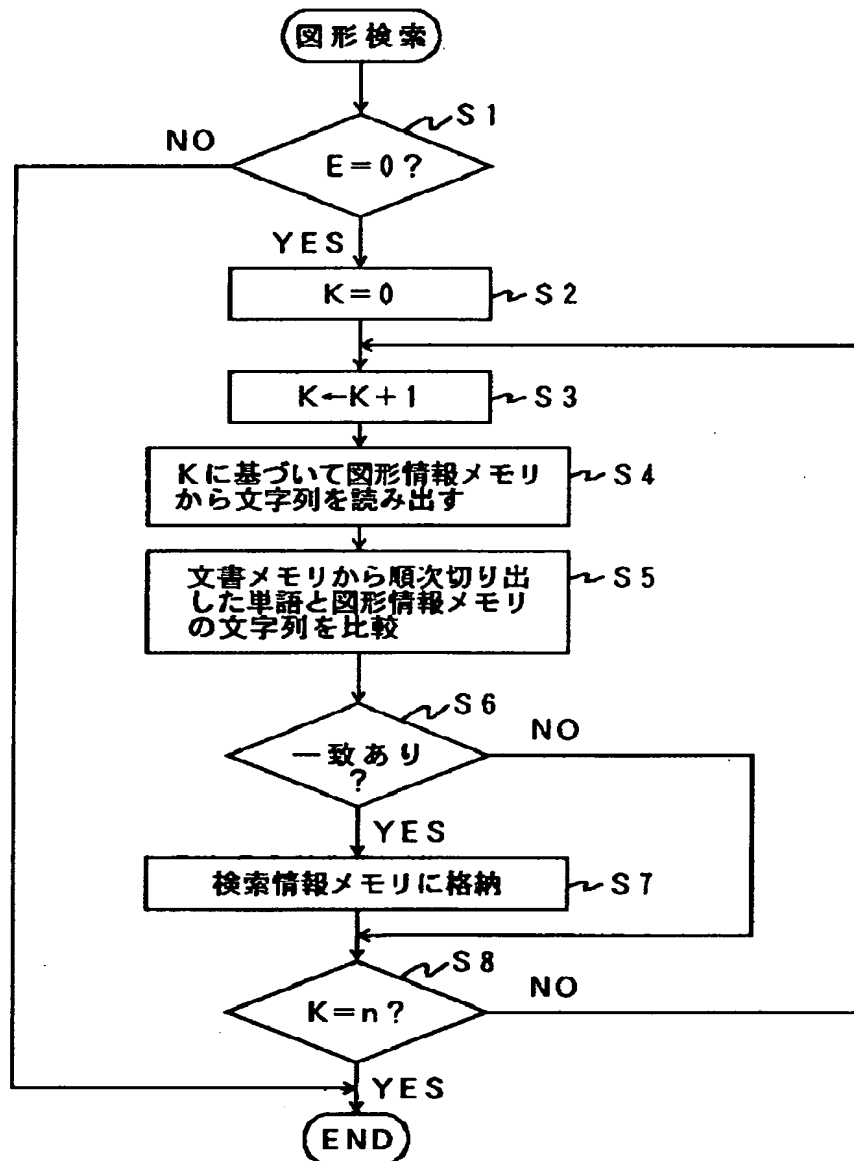 図形検索
S1
NO
E=0?
YES
K=0
S2
K←K+1
S3
Kに基づいて図形情報メモリ
から文字列を読み出す
S4
文書メモリから順次切り出
した単語と図形情報メモリ
の文字列を比較
S5
S6
一致あり
?
NO
YES
検索情報メモリに格納
S7
S8
K=n?
NO
YES
END